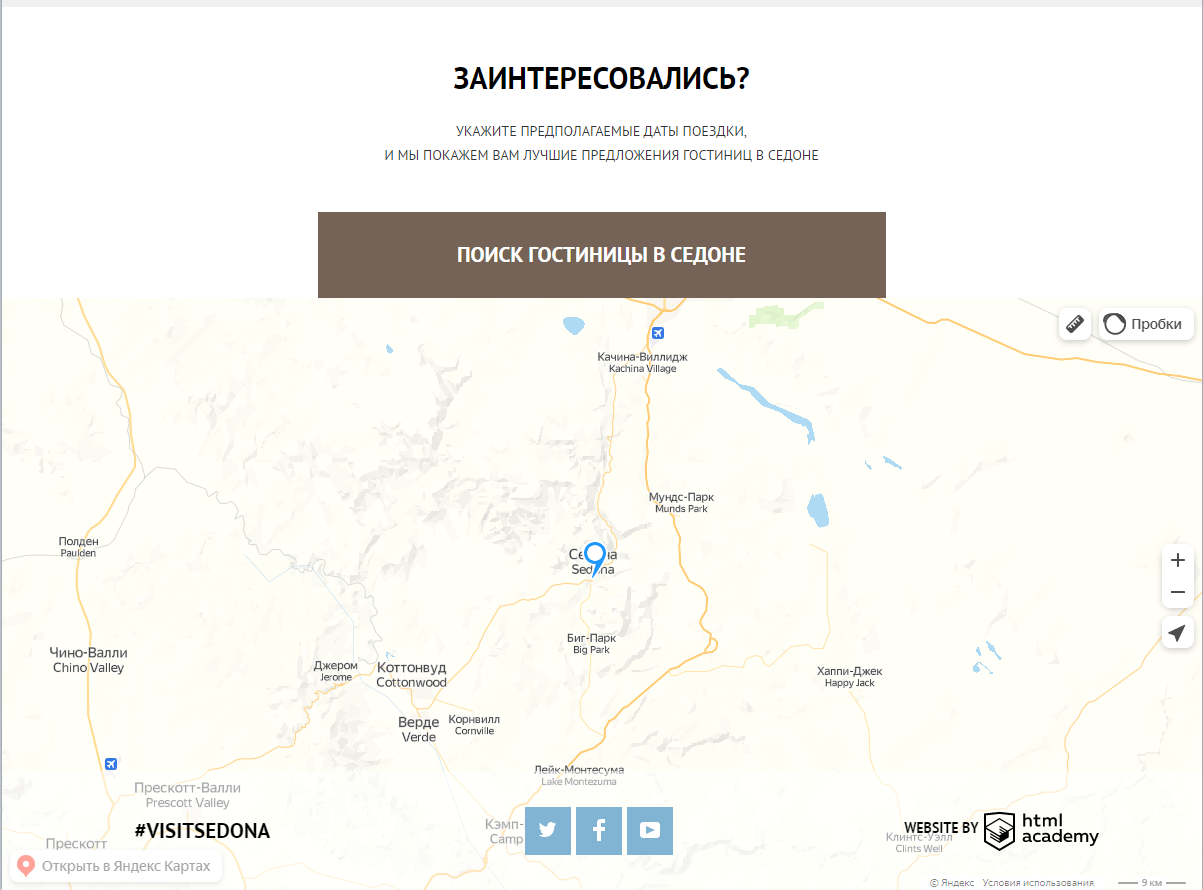 ЗАИНТЕРЕСОВАЛИСЬ?
УКАЖИТЕ ПРЕДПОЛАГАЕМЫЕ ДАТЫ ПОЕЗДКИ,
И МЫ ПОКАЖЕМ ВАМ ЛУЧШИЕ ПРЕДЛОЖЕНИЯ ГОСТИНИЦ В СЕДОНЕ
ПОИСК ГОСТИНИЦЫ В СЕДОНЕ
Пробки
Качина-Виллидж
Kachina Village
Мундс-Парк
Munds Park
Полден
Paulden
Седона
Sedona
Биг-Парк
Big Park
Чино-Валли
Chino Valley
Джером
Jerome
Коттонвуд
Cottonwood
Хаппи-Джек
Happy Jack
Верде
Verde
Корнвилл
Cornville
Лейк-Монтесума
Lake Montezuma
Прескотт-Валли
Prescott Valley
#VISITSEDONA
Кэмп-
Camp
WEBSITE BY
html
academy
Клинтс-Уэлл
Clints Well
Прескотт
Открыть в Яндекс Картах
© Яндекс Условия использования
9 км